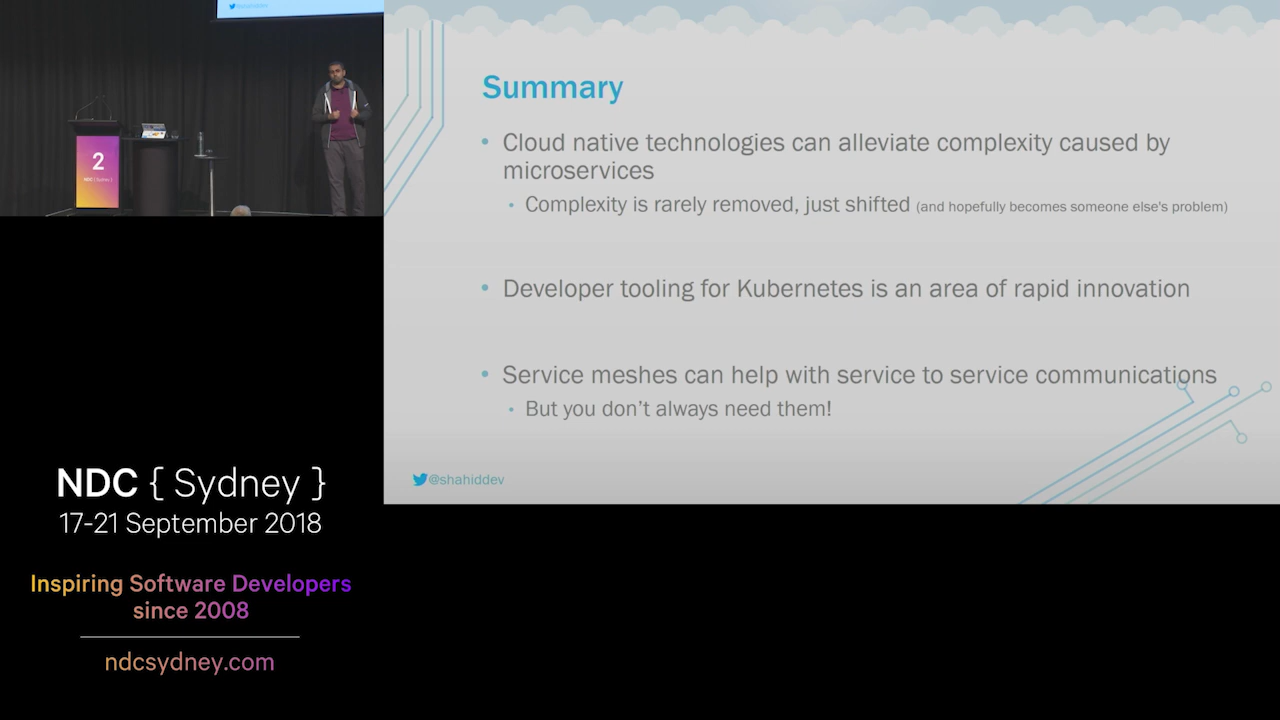 @shahiddev
2
NDC { Sydney }
Summary
• Cloud native technologies can alleviate complexity caused by
microservices
• Complexity is rarely removed, just shifted (and hopefully becomes someone else's problem)
• Developer tooling for Kubernetes is an area of rapid innovation
• Service meshes can help with service to service communications
• But you don’t always need them!
@shahiddev
NDC { Sydney }
17-21 September 2018
Inspiring Software Developers
since 2008
ndcsydney.com